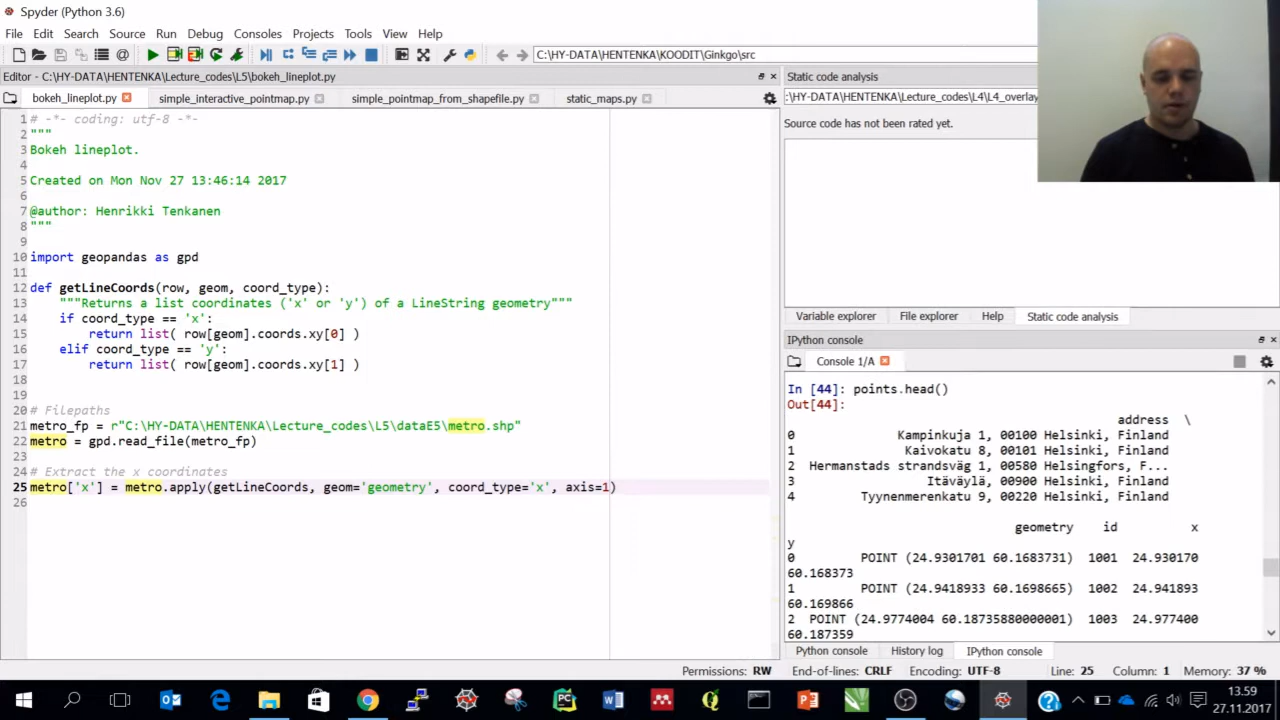 Spyder (Python 3.6)
File Edit Search Source Run Debug Consoles Projects Tools View Help
C:\HY-DATA\HENTENKA\KOODIT\Ginkgo\src
Editor - C:\HY-DATA\HENTENKA\Lecture_codes\L5\bokeh_lineplot.py
bokeh_lineplot.py simple_interactive_pointmap.py simple_pointmap_from_shapefile.py static_maps.py
1 # -*- coding: utf-8 -*-
2 """
3 Bokeh lineplot.
4
5 Created on Mon Nov 27 13:46:14 2017
6
7 @author: Henrikki Tenkanen
8 """
9
10 import geopandas as gpd
11
12 def getLineCoords(row, geom, coord_type):
13     """Returns a list coordinates ('x' or 'y') of a LineString geometry"""
14     if coord_type == 'x':
15         return list( row[geom].coords.xy[0] )
16     elif coord_type == 'y':
17         return list( row[geom].coords.xy[1] )
18
19
20 # Filepaths
21 metro_fp = r"C:\HY-DATA\HENTENKA\Lecture_codes\L5\dataE5\metro.shp"
22 metro = gpd.read_file(metro_fp)
23
24 # Extract the x coordinates
25 metro['x'] = metro.apply(getLineCoords, geom='geometry', coord_type='x', axis=1)
26
Static code analysis
:\HY-DATA\HENTENKA\Lecture_codes\L4\L4_overlay
Source code has not been rated yet.
Variable explorer File explorer Help Static code analysis
IPython console
Console 1/A
In [44]: points.head()
Out[44]:
address \
0 Kampinkuja 1, 00100 Helsinki, Finland
1 Kaivokatu 8, 00101 Helsinki, Finland
2 Hermanstads strandsväg 1, 00580 Helsingfors, F...
3 Itäväylä, 00900 Helsinki, Finland
4 Tyynenmerenkatu 9, 00220 Helsinki, Finland
geometry id x
y
0 POINT (24.9301701 60.1683731) 1001 24.930170
60.168373
1 POINT (24.9418933 60.1698665) 1002 24.941893
60.169866
2 POINT (24.9774004 60.18735880000001) 1003 24.977400
60.187359
Python console History log IPython console
Permissions: RW End-of-lines: CRLF Encoding: UTF-8 Line: 25 Column: 1 Memory: 37 %
13.59
27.11.2017